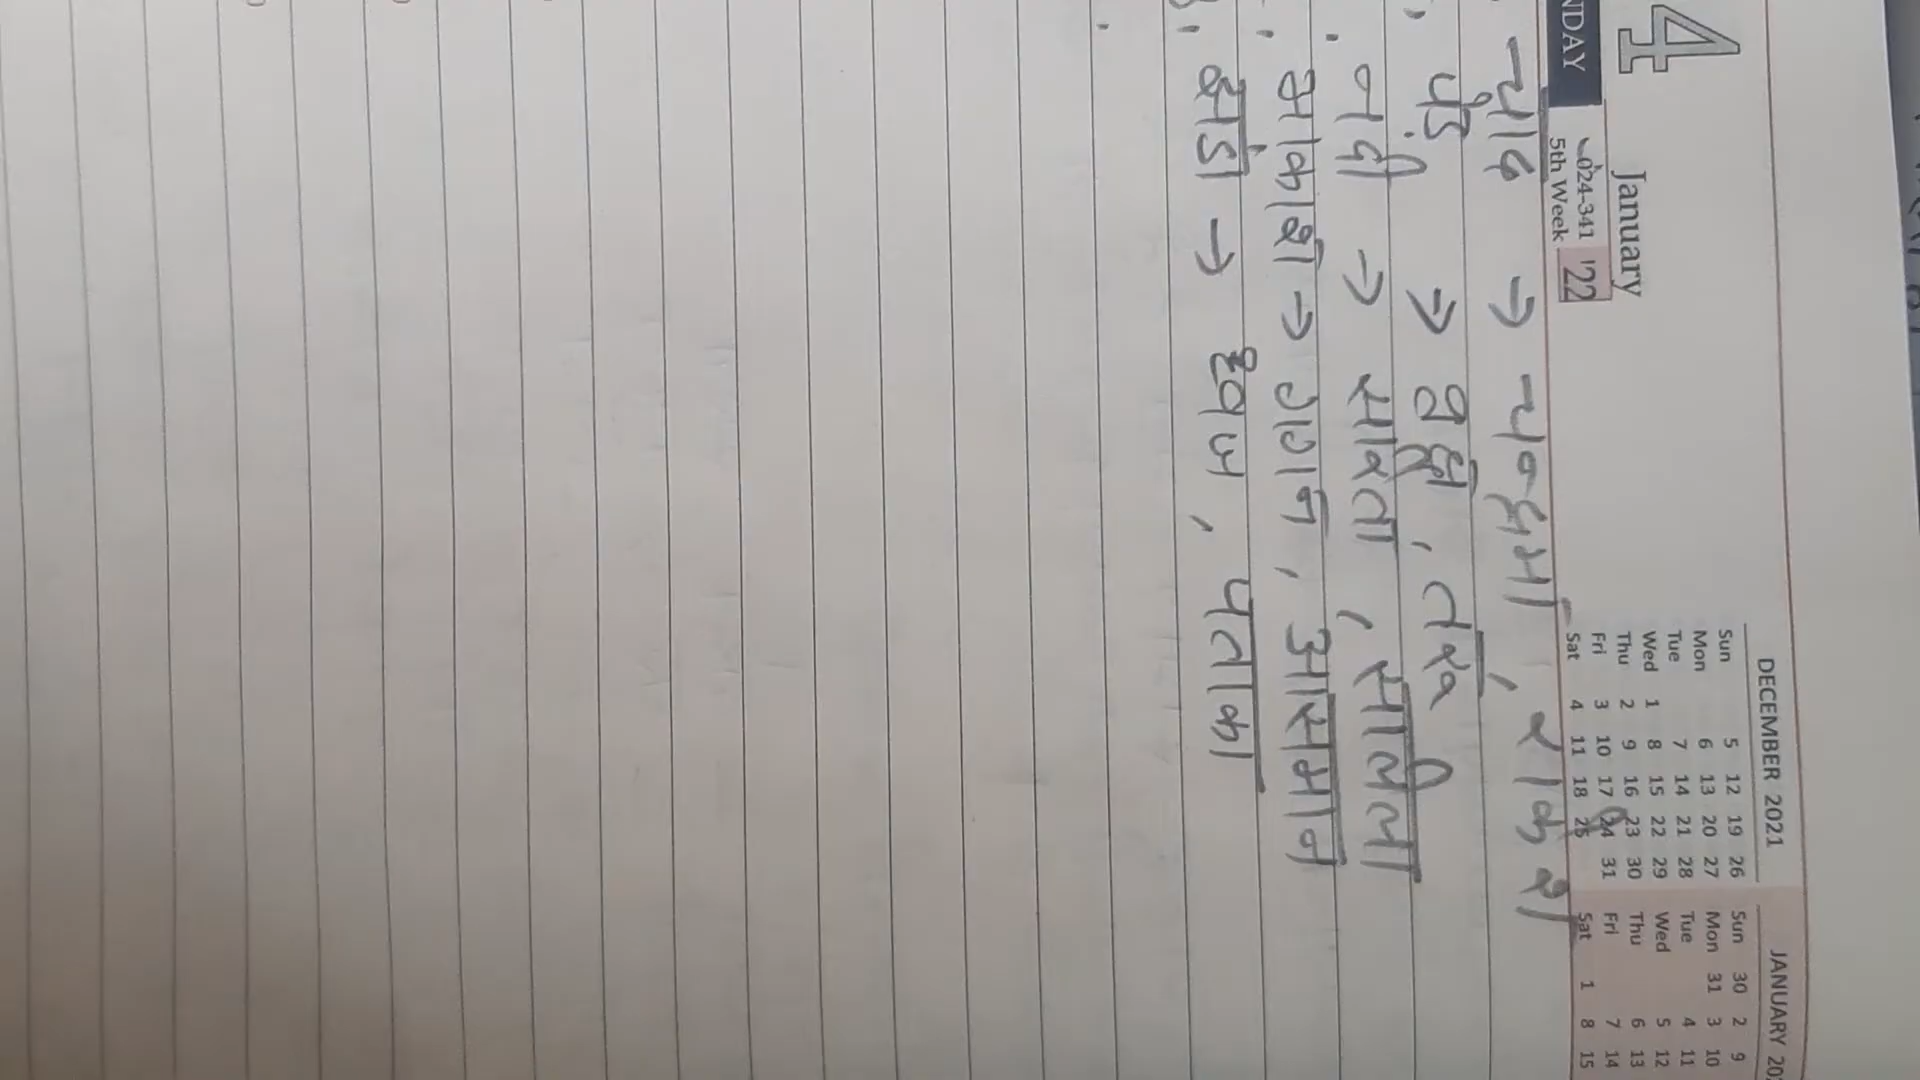 4 January
NDAY 024-341 '22
5th Week
DECEMBER 2021
Sun 5 12 19 26
Mon 6 13 20 27
Tue 7 14 21 28
Wed 1 8 15 22 29
Thu 2 9 16 23 30
Fri 3 10 17 24 31
Sat 4 11 18 25
JANUARY 20
Sun 30 2 9
Mon 31 3 10
Tue 4 11
Wed 5 12
Thu 6 13
Fri 7 14
Sat 1 8 15
चाँद → चन्द्रमा, राकेश
पेड़ → वृक्ष, तरु
नदी → सरिता, सलिला
आकाश → गगन, आसमान
झंडा → ध्वज, पताका